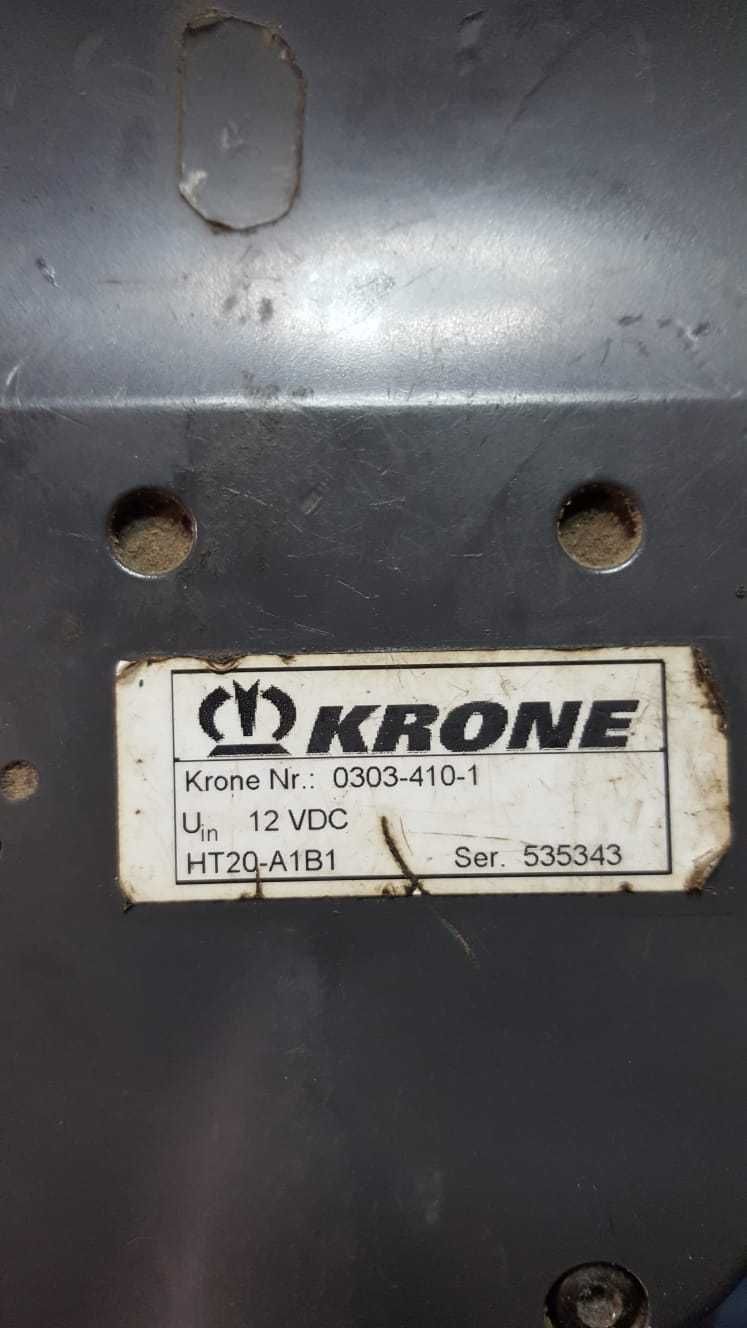 KRONE
Krone Nr.: 0303-410-1
Uin 12 VDC
HT20-A1B1 Ser. 535343